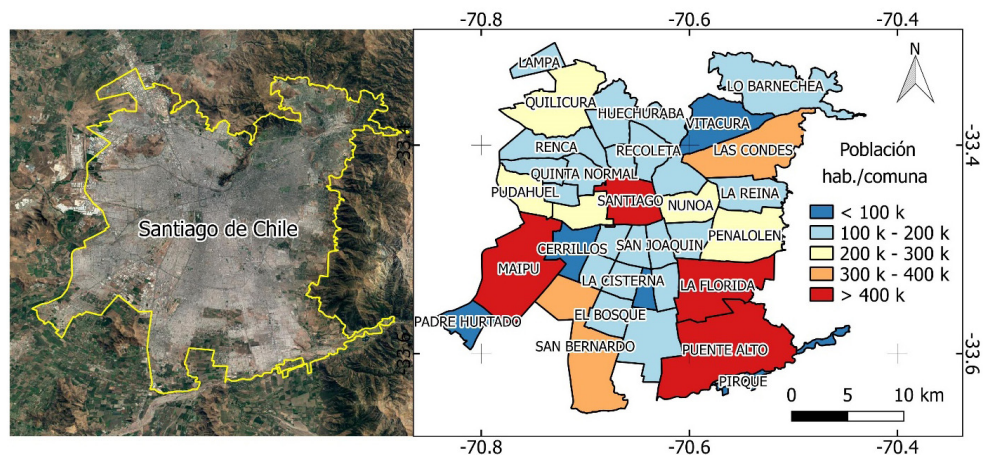 Santiago de Chile
-70.8
-70.6
-70.4
N
LAMPA
LO BARNECHEA
QUILICURA
HUECHURABA
VITACURA
-33.4
RENCA
RECOLETA
LAS CONDES
-33.4
Población
hab./comuna
QUINTA NORMAL
PUDAHUEL
SANTIAGO
NUNOA
LA REINA
< 100 k
100 k - 200 k
200 k - 300 k
300 k - 400 k
> 400 k
CERRILLOS
SAN JOAQUIN
PENALOLEN
MAIPU
LA CISTERNA
LA FLORIDA
PADRE HURTADO
EL BOSQUE
SAN BERNARDO
PUENTE ALTO
-33.6
-33.6
PIRQUE
0 5 10 km
-70.8
-70.6
-70.4